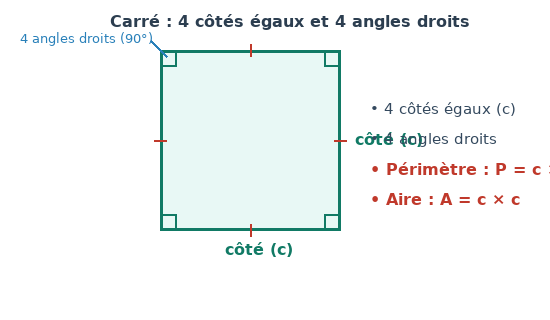 Carré : 4 côtés égaux et 4 angles droits
4 angles droits (90°)
• 4 côtés égaux (c)
côté (c)
• 4 angles droits
• Périmètre : P = c
• Aire : A = c × c
côté (c)